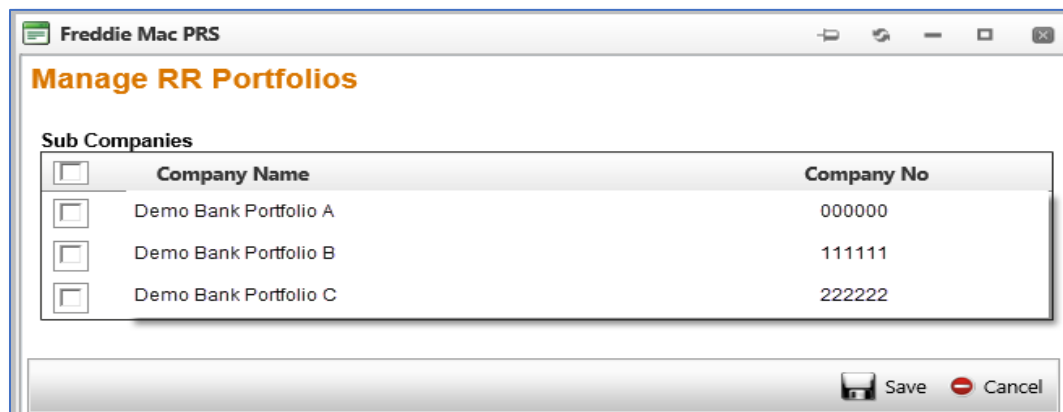 Freddie Mac PRS
Manage RR Portfolios
Sub Companies
Company Name Company No
Demo Bank Portfolio A 000000
Demo Bank Portfolio B 111111
Demo Bank Portfolio C 222222
Save Cancel